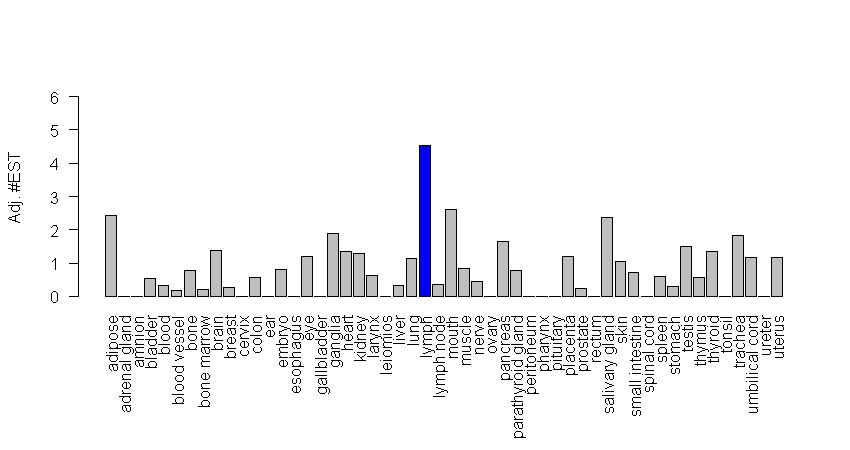 6
5
4
3
2
1
0
Adj. #EST
adipose
adrenal gland
amnion
bladder
blood
blood vessel
bone
bone marrow
brain
breast
cervix
colon
ear
embryo
esophagus
eye
gallbladder
ganglia
heart
kidney
larynx
leiomios
liver
lung
lymph
lymph node
mouth
muscle
nerve
ovary
pancreas
parathyroid gland
peritoneum
pharynx
pituitary
placenta
prostate
rectum
salivary gland
skin
small intestine
spinal cord
spleen
stomach
testis
thymus
thyroid
tonsil
trachea
umbilical cord
ureter
uterus